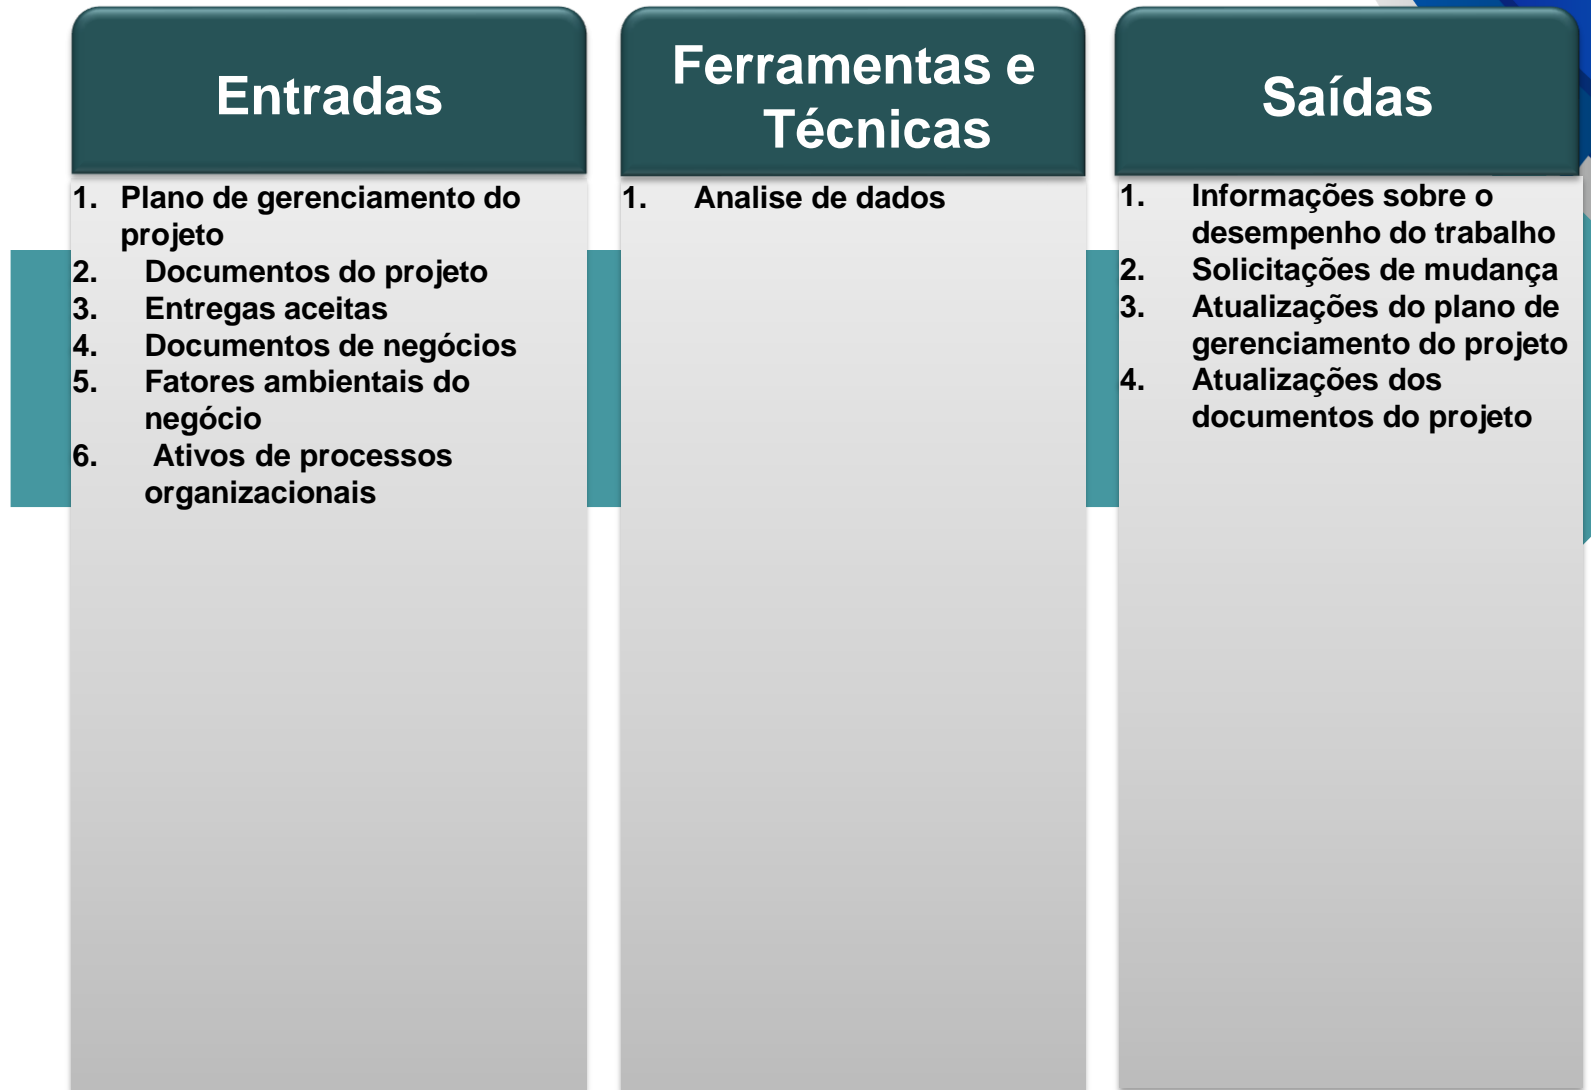 Entradas
1. Plano de gerenciamento do
projeto
2. Documentos do projeto
3. Entregas aceitas
4. Documentos de negócios
5. Fatores ambientais do
negócio
6. Ativos de processos
organizacionais
Ferramentas e
Técnicas
1. Analise de dados
Saídas
1. Informações sobre o
desempenho do trabalho
2. Solicitações de mudança
3. Atualizações do plano de
gerenciamento do projeto
4. Atualizações dos
documentos do projeto